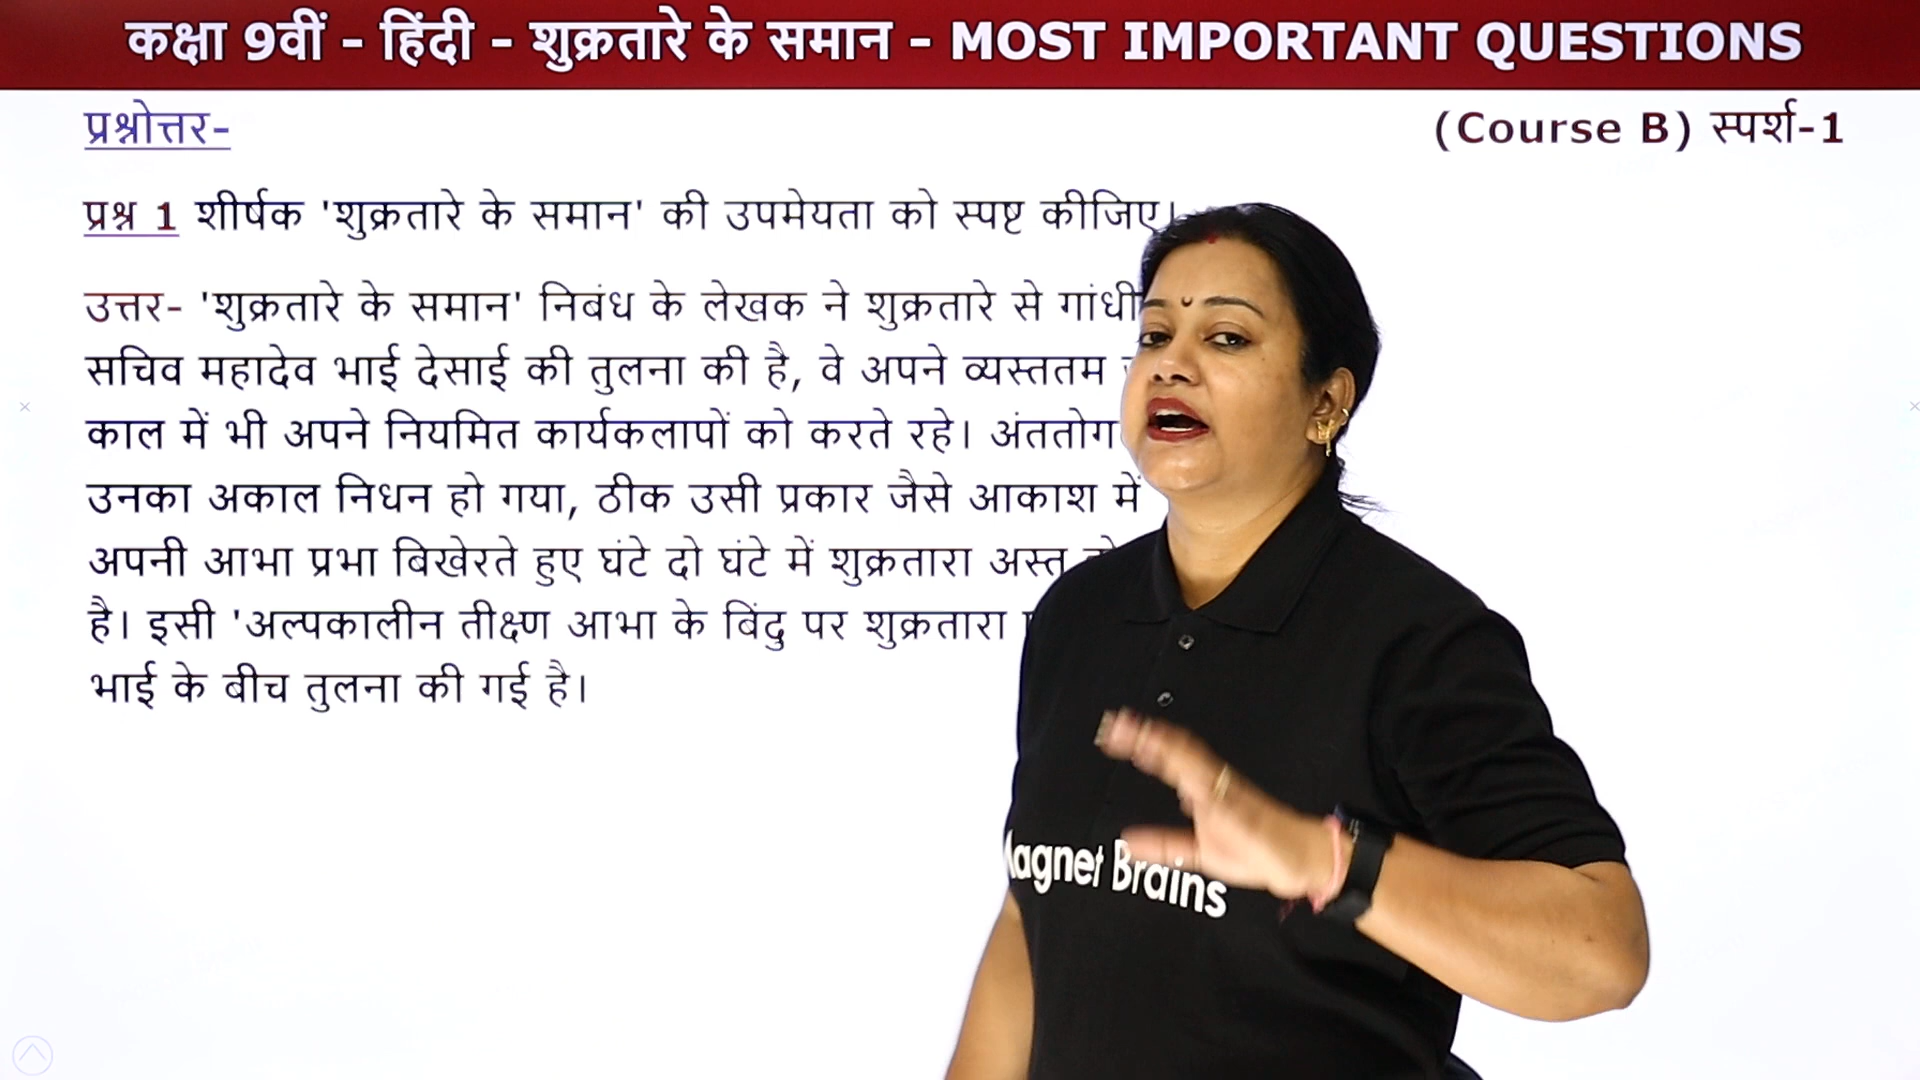 कक्षा 9वीं - हिंदी - शुक्रतारे के समान - MOST IMPORTANT QUESTIONS
प्रश्नोत्तर-
(Course B) स्पर्श-1
प्रश्न 1 शीर्षक 'शुक्रतारे के समान' की उपमेयता को स्पष्ट कीजिए।
उत्तर- 'शुक्रतारे के समान' निबंध के लेखक ने शुक्रतारे से गांधी
सचिव महादेव भाई देसाई की तुलना की है, वे अपने व्यस्ततम
काल में भी अपने नियमित कार्यकलापों को करते रहे। अंततोग
उनका अकाल निधन हो गया, ठीक उसी प्रकार जैसे आकाश में
अपनी आभा प्रभा बिखेरते हुए घंटे दो घंटे में शुक्रतारा अस्त
है। इसी 'अल्पकालीन तीक्ष्ण आभा के बिंदु पर शुक्रतारा
भाई के बीच तुलना की गई है।
agnet Brains